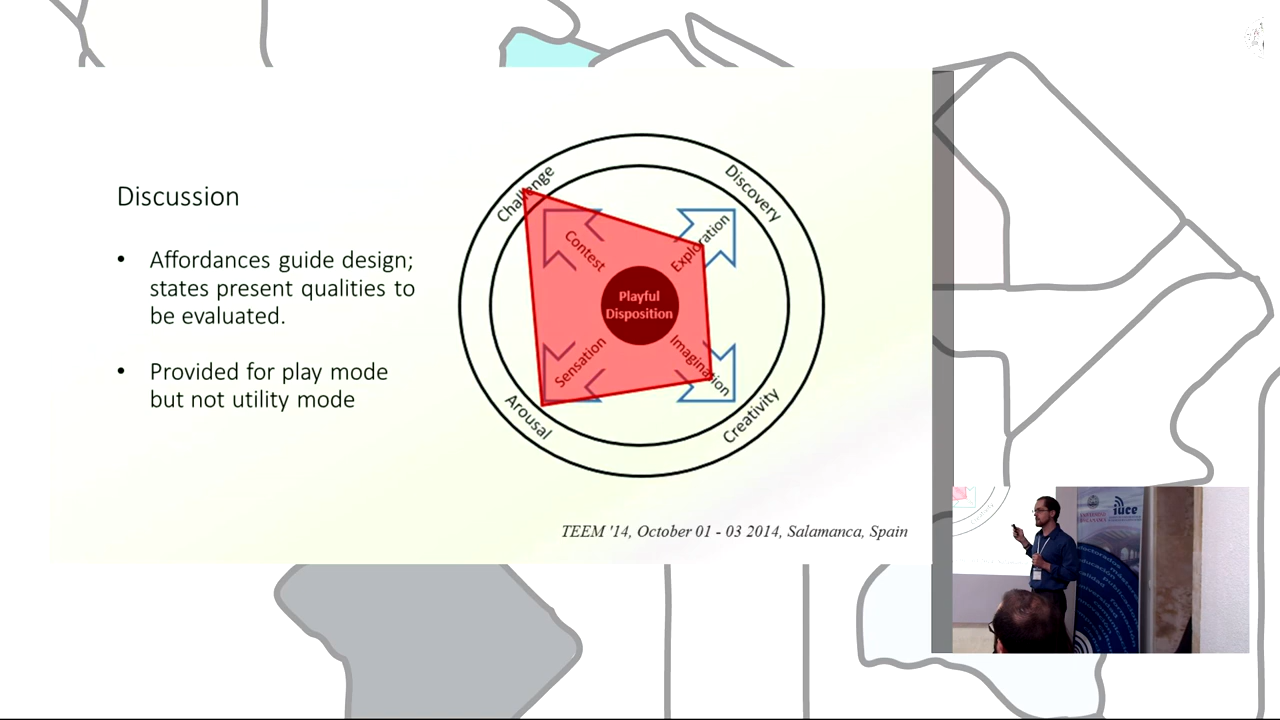 Discussion
• Affordances guide design;
states present qualities to
be evaluated.
• Provided for play mode
but not utility mode
Challenge
Discovery
Contest
Exploration
Playful
Disposition
Sensation
Imagination
Arousal
Creativity
TEEM '14, October 01 - 03 2014, Salamanca, Spain
iuce